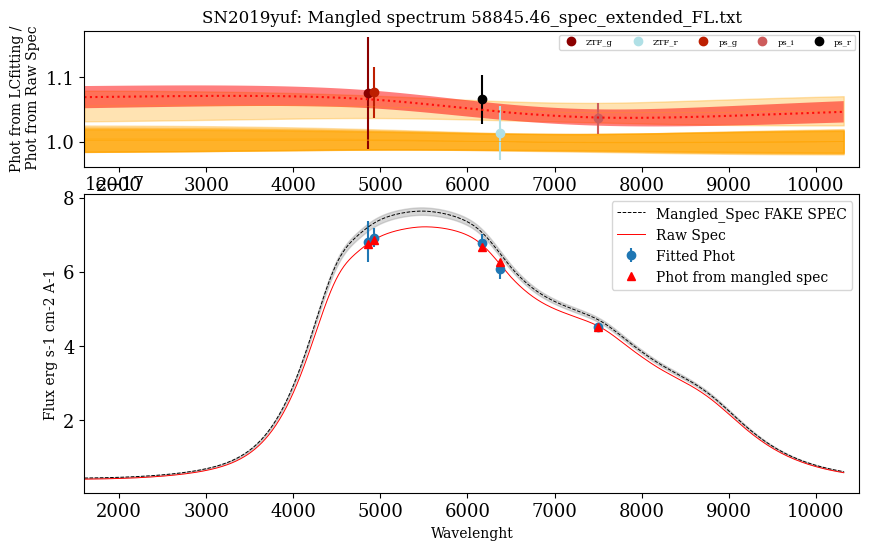 SN2019yuf: Mangled spectrum 58845.46_spec_extended_FL.txt
Phot from LCfitting /
Phot from Raw Spec
1.1
1.0
ZTF_g ZTF_r ps_g ps_i ps_r
2000 3000 4000 5000 6000 7000 8000 9000 10000
1e−17
8
6
4
2
Flux erg s-1 cm-2 A-1
Mangled_Spec FAKE SPEC
Raw Spec
Fitted Phot
Phot from mangled spec
2000 3000 4000 5000 6000 7000 8000 9000 10000
Wavelenght